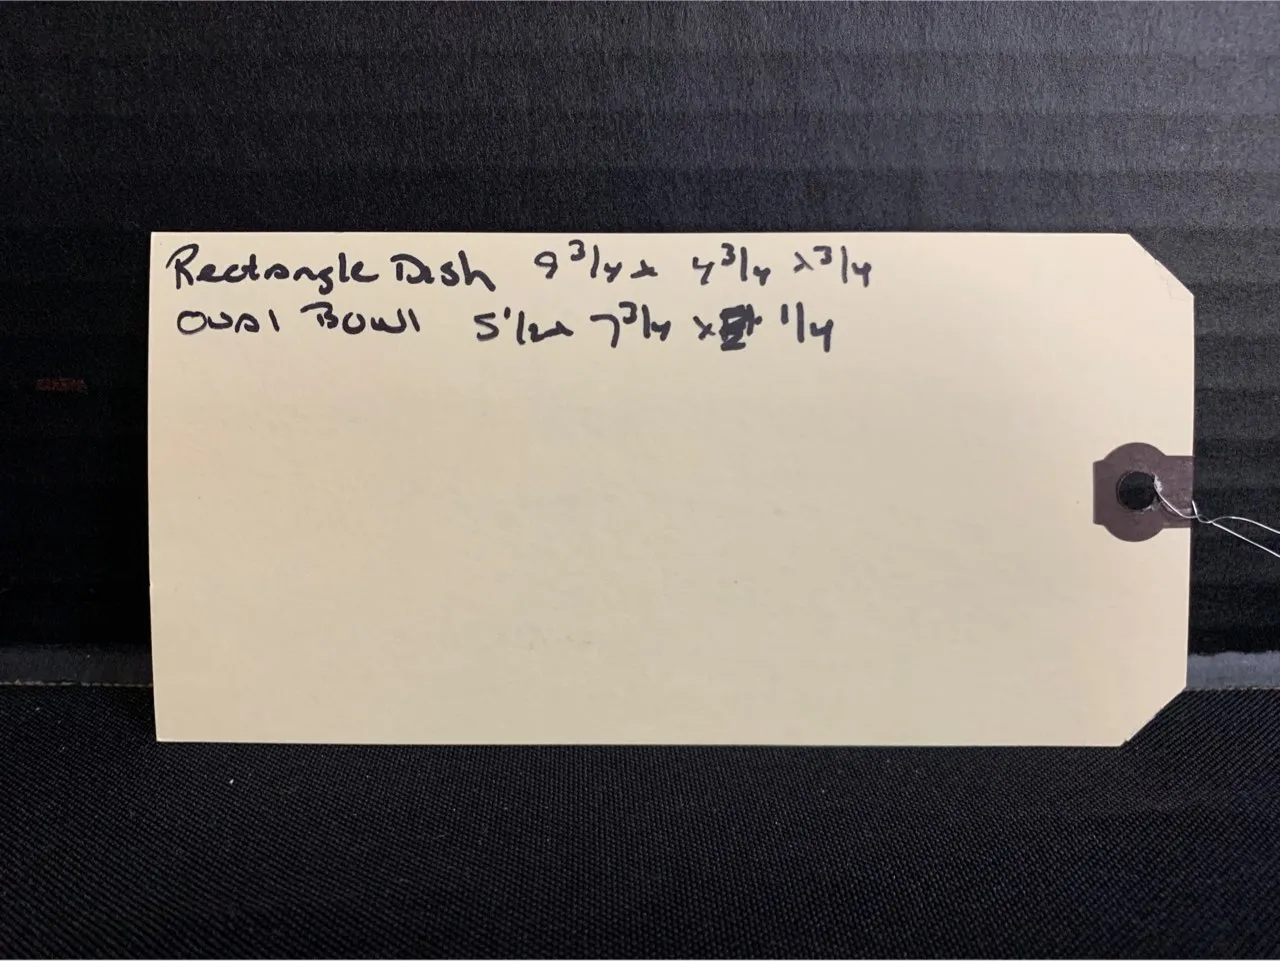 Rectangle Dish 9 3/4 x 4 3/4 x 3/4
Oval Bowl 5 1/2 x 7 3/4 x 1/4